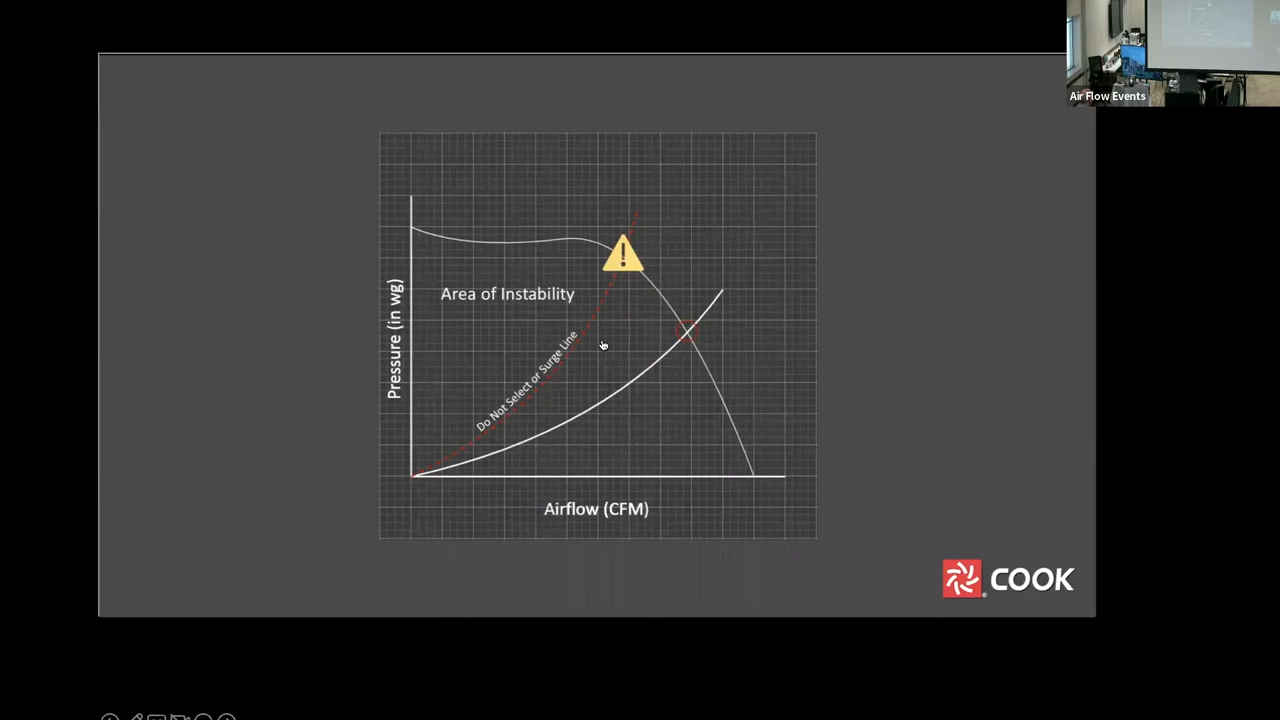 Air Flow Events
Pressure (in wg)
Area of Instability
Do Not Select or Surge Line
Airflow (CFM)
COOK